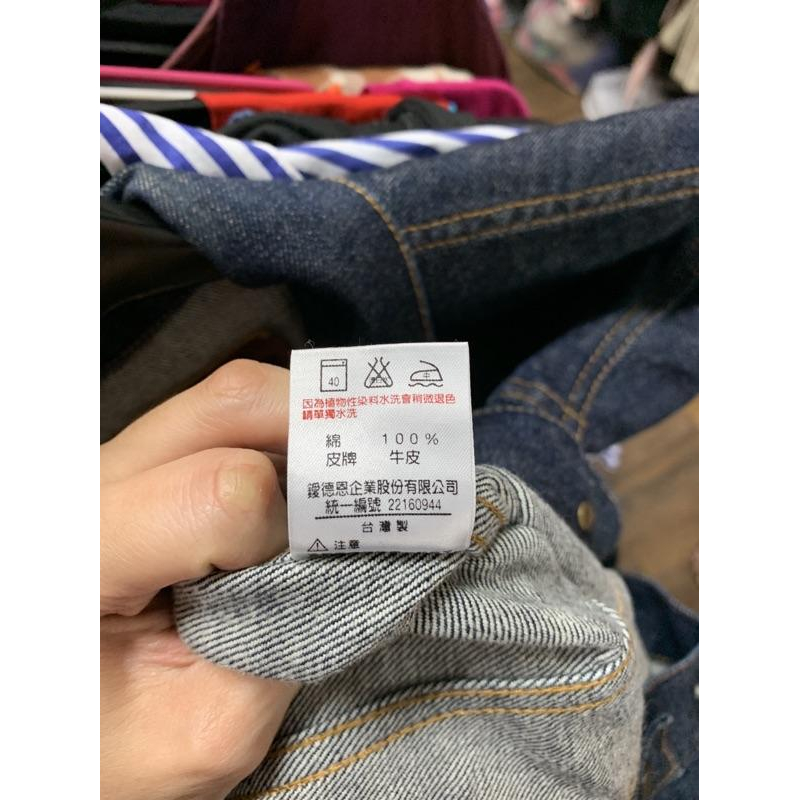 40
中
因為植物性染料水洗會稍微退色
請單獨水洗
綿 100%
皮牌 牛皮
鑀德恩企業股份有限公司
統一編號 22160944
台灣製
注意